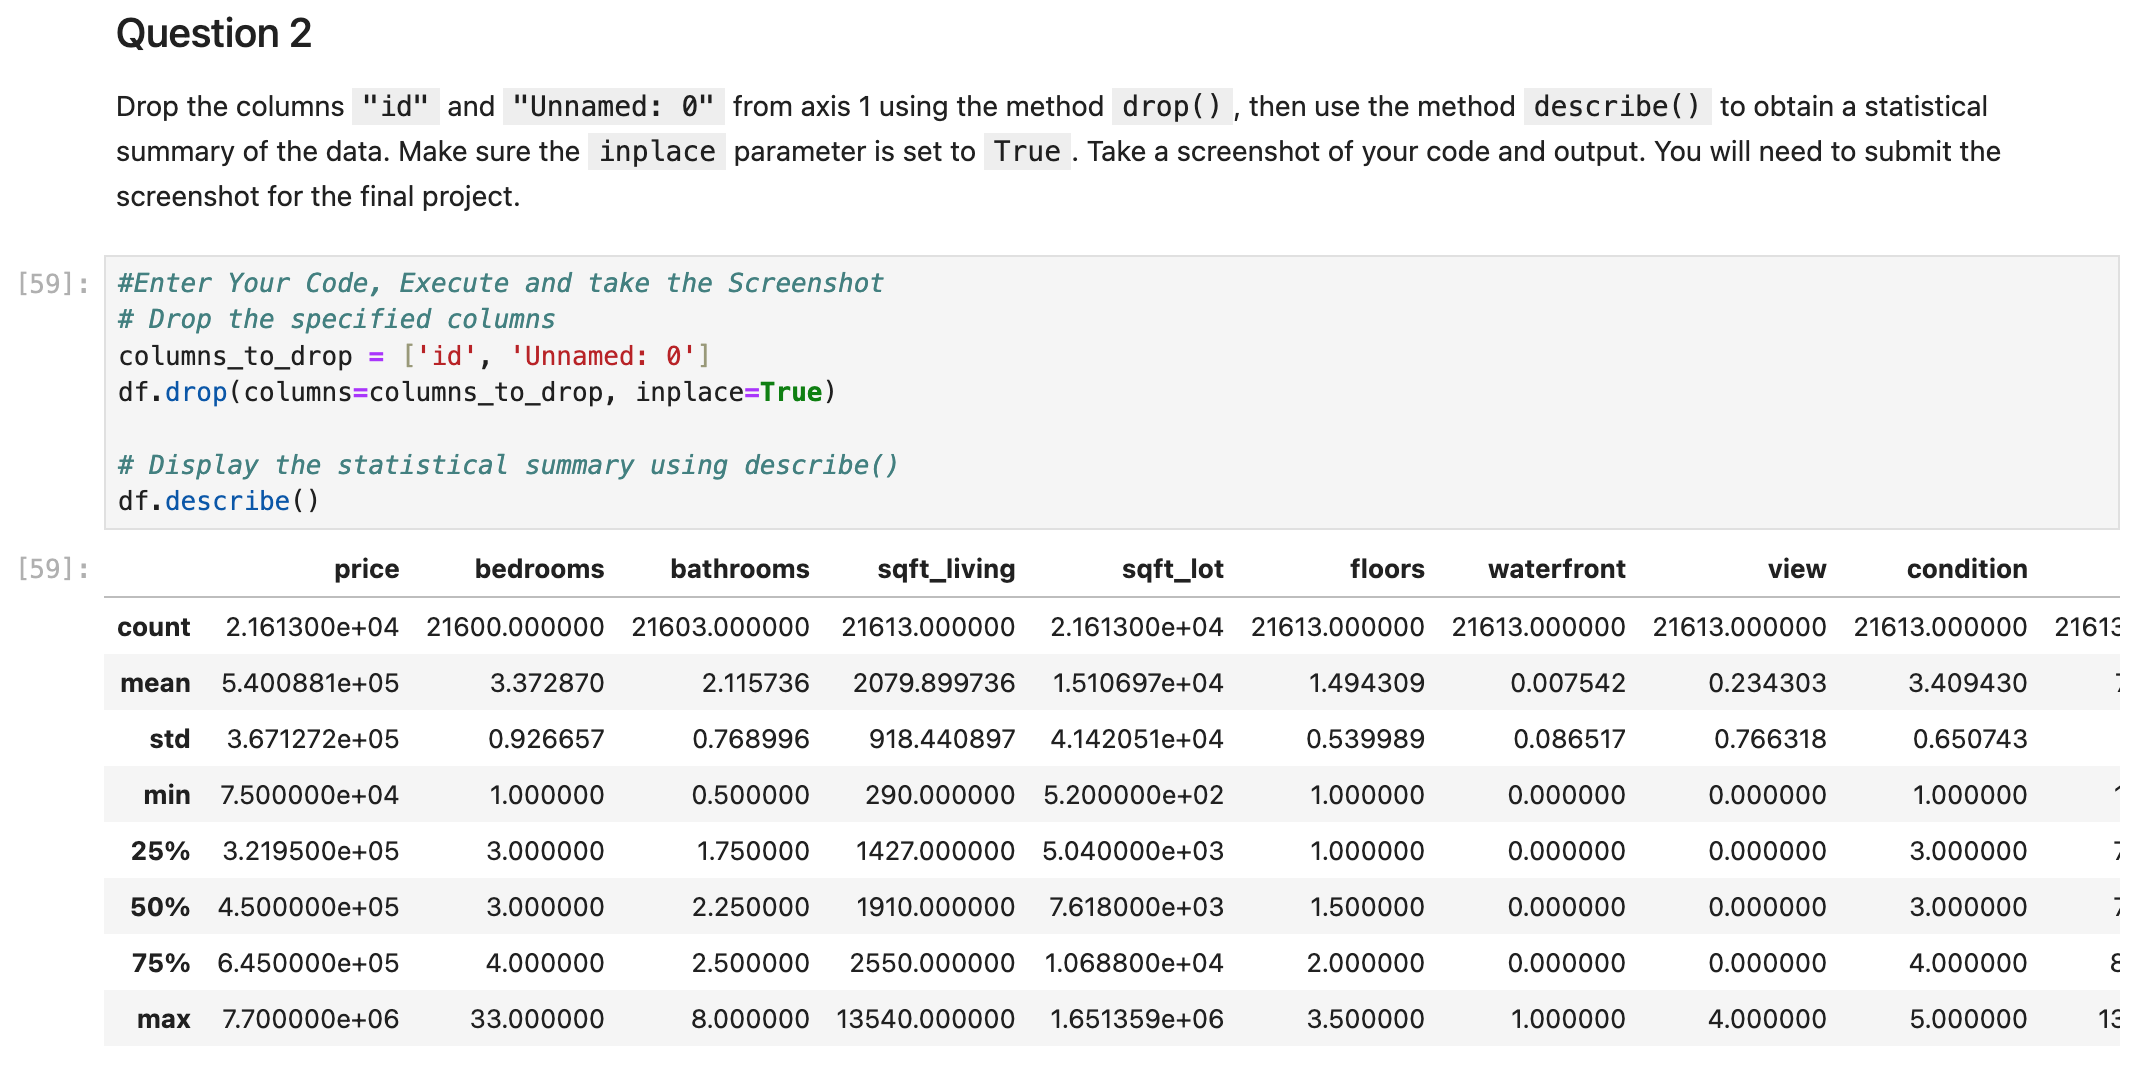 Question 2
Drop the columns "id" and "Unnamed: 0" from axis 1 using the method drop() , then use the method describe() to obtain a statistical
summary of the data. Make sure the inplace parameter is set to True . Take a screenshot of your code and output. You will need to submit the
screenshot for the final project.
[59]: #Enter Your Code, Execute and take the Screenshot
# Drop the specified columns
columns_to_drop = ['id', 'Unnamed: 0']
df.drop(columns=columns_to_drop, inplace=True)
# Display the statistical summary using describe()
df.describe()
[59]: price bedrooms bathrooms sqft_living sqft_lot floors waterfront view condition
count 2.161300e+04 21600.000000 21603.000000 21613.000000 2.161300e+04 21613.000000 21613.000000 21613.000000 21613.000000 21613
mean 5.400881e+05 3.372870 2.115736 2079.899736 1.510697e+04 1.494309 0.007542 0.234303 3.409430
std 3.671272e+05 0.926657 0.768996 918.440897 4.142051e+04 0.539989 0.086517 0.766318 0.650743
min 7.500000e+04 1.000000 0.500000 290.000000 5.200000e+02 1.000000 0.000000 0.000000 1.000000
25% 3.219500e+05 3.000000 1.750000 1427.000000 5.040000e+03 1.000000 0.000000 0.000000 3.000000
50% 4.500000e+05 3.000000 2.250000 1910.000000 7.618000e+03 1.500000 0.000000 0.000000 3.000000
75% 6.450000e+05 4.000000 2.500000 2550.000000 1.068800e+04 2.000000 0.000000 0.000000 4.000000
max 7.700000e+06 33.000000 8.000000 13540.000000 1.651359e+06 3.500000 1.000000 4.000000 5.000000 13